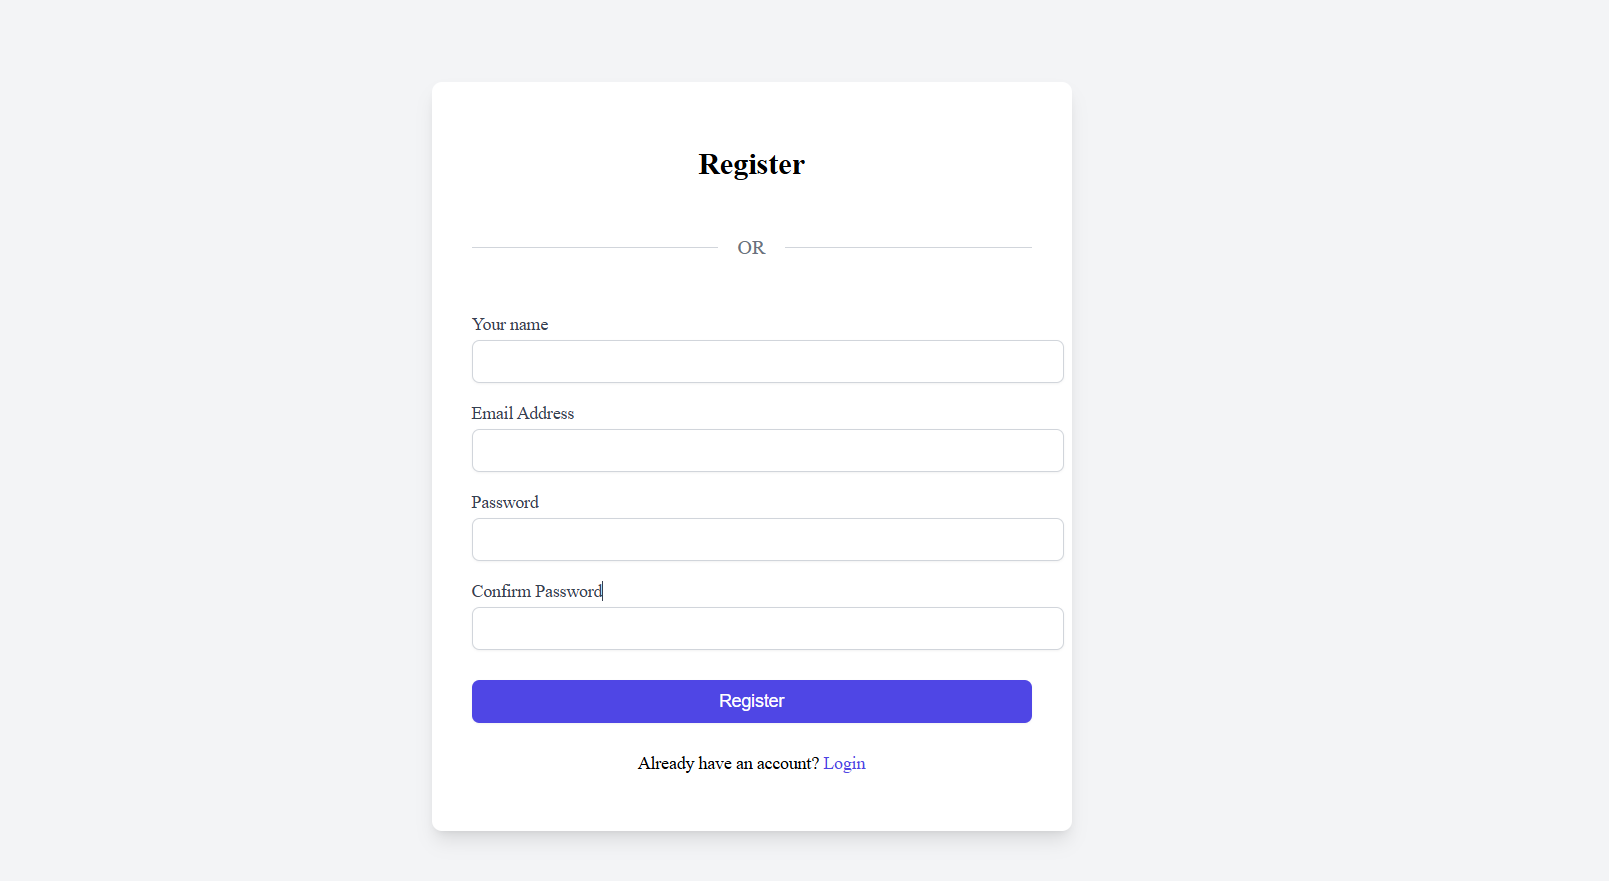 Register
OR
Your name
Email Address
Password
Confirm Password
Register
Already have an account? Login